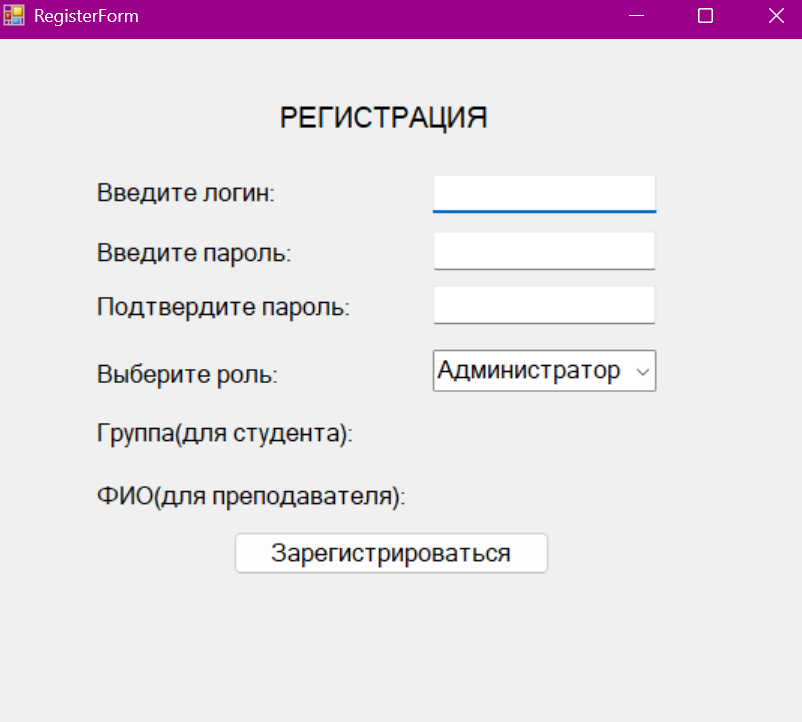 RegisterForm
РЕГИСТРАЦИЯ
Введите логин:
Введите пароль:
Подтвердите пароль:
Выберите роль: Администратор
Группа(для студента):
ФИО(для преподавателя):
Зарегистрироваться